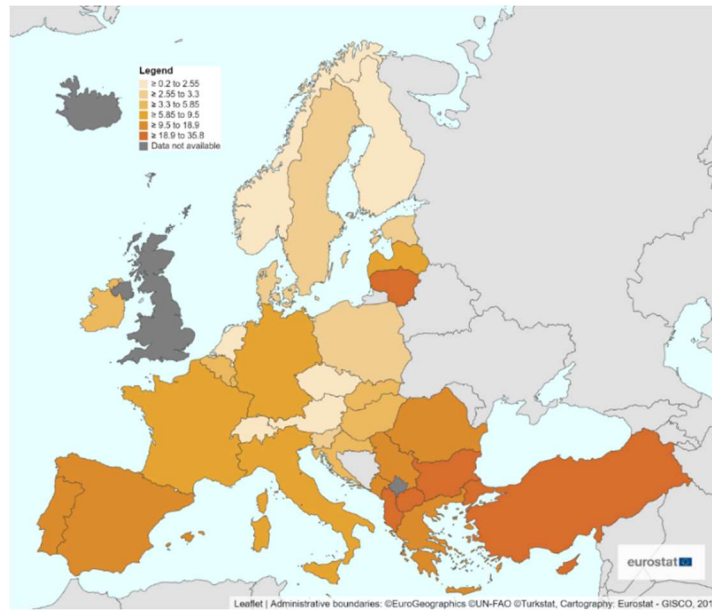 Legend
≥ 0.2 to 2.55
≥ 2.55 to 3.3
≥ 3.3 to 5.85
≥ 5.85 to 9.5
≥ 9.5 to 18.9
≥ 18.9 to 35.8
Data not available
eurostat
Leaflet | Administrative boundaries: ©EuroGeographics ©UN-FAO ©Turkstat, Cartography: Eurostat - GISCO, 201